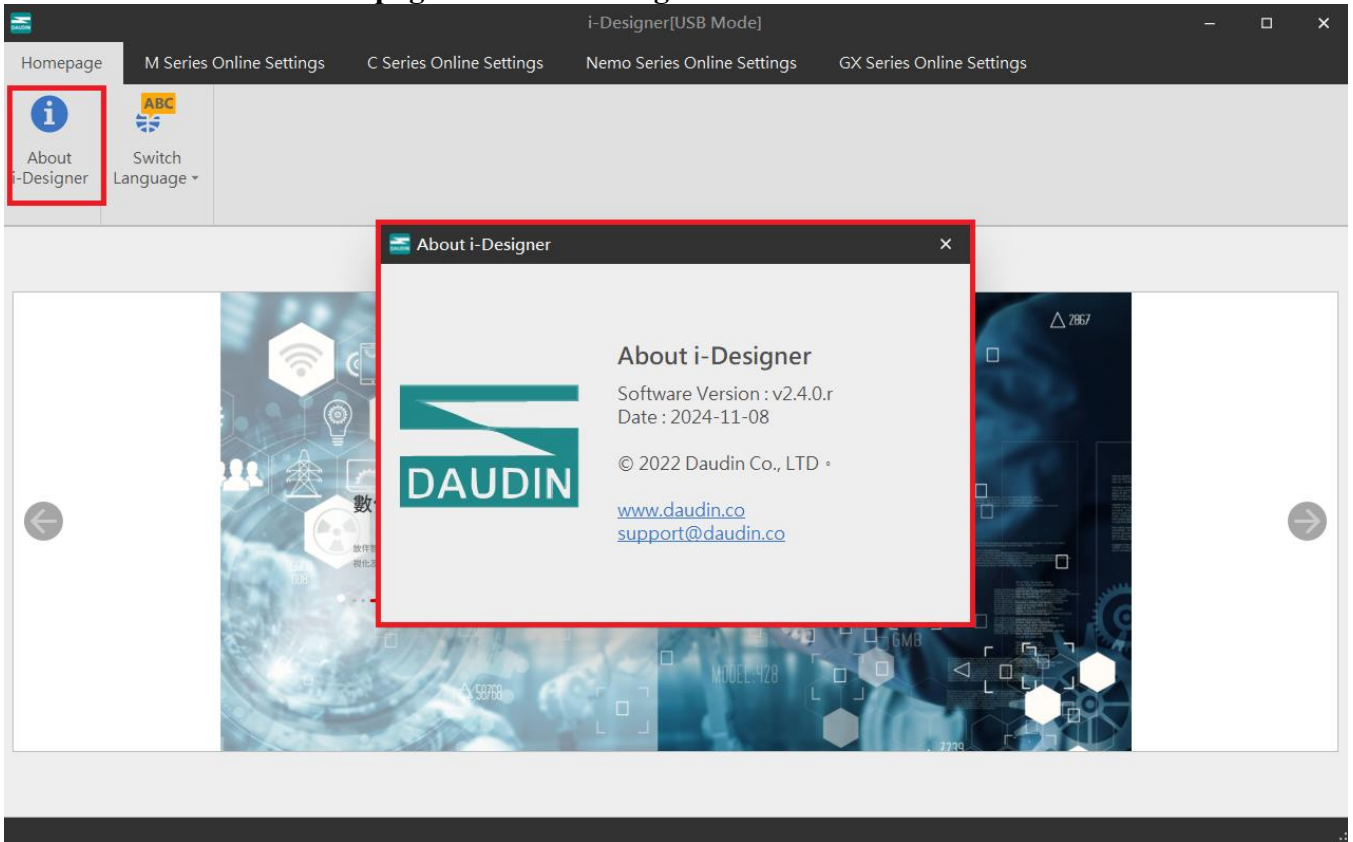 i-Designer[USB Mode]
Homepage
M Series Online Settings
C Series Online Settings
Nemo Series Online Settings
GX Series Online Settings
ABC
About
i-Designer
Switch
Language
About i-Designer
About i-Designer
Software Version : v2.4.0.r
Date : 2024-11-08
© 2022 Daudin Co., LTD。
www.daudin.co
support@daudin.co
DAUDIN
2867
數
GMB
MODEL:428
58768